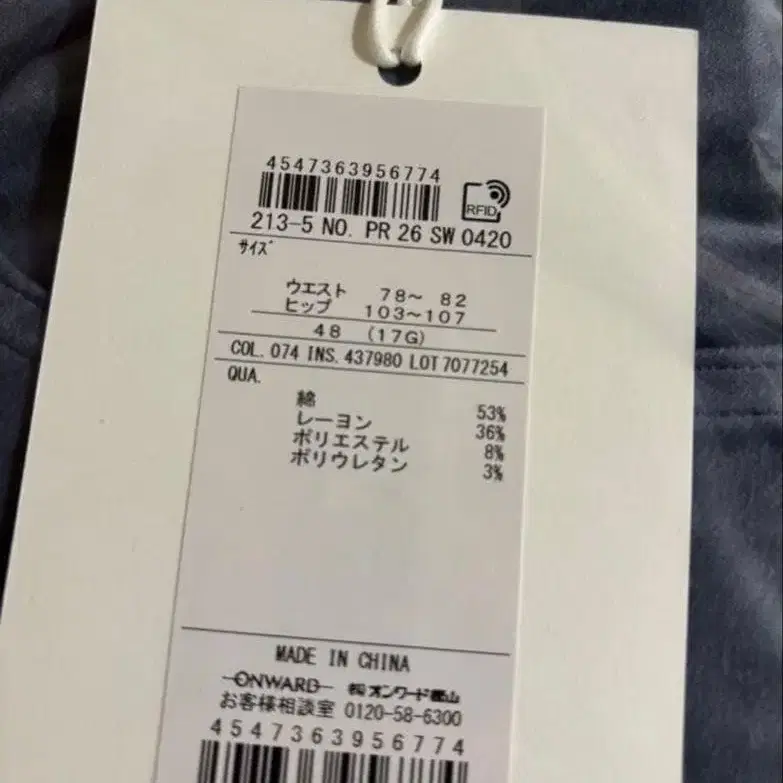 4547363956774
RFID
213-5 NO. PR 26 SW 0420
サイズ
ウエスト 78~ 82
ヒップ 103~107
48 (17G)
COL. 074 INS. 437980 LOT 7077254
QUA.
綿 53%
レーヨン 36%
ポリエステル 8%
ポリウレタン 3%
MADE IN CHINA
ONWARD ㈱オンワード樫山
お客様相談室 0120-58-6300
4547363956774